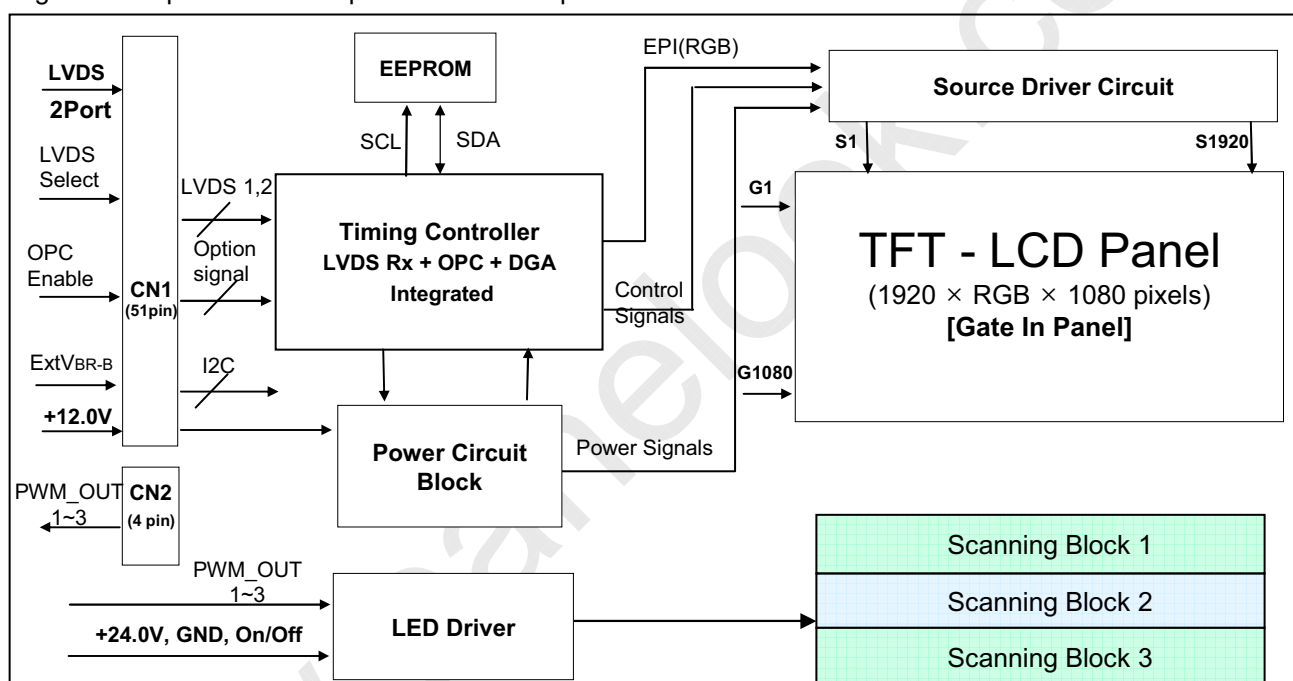 LVDS
2Port
LVDS
Select
OPC
Enable
ExtVBR-B
+12.0V
CN1
(51pin)
LVDS 1,2
Option
signal
I2C
EEPROM
SCL
SDA
Timing Controller
LVDS Rx + OPC + DGA
Integrated
Power Circuit
Block
EPI(RGB)
Control
Signals
Power Signals
Source Driver Circuit
S1
S1920
G1
G1080
TFT - LCD Panel
(1920 × RGB × 1080 pixels)
[Gate In Panel]
PWM_OUT
1~3
CN2
(4 pin)
PWM_OUT
1~3
+24.0V, GND, On/Off
LED Driver
Scanning Block 1
Scanning Block 2
Scanning Block 3